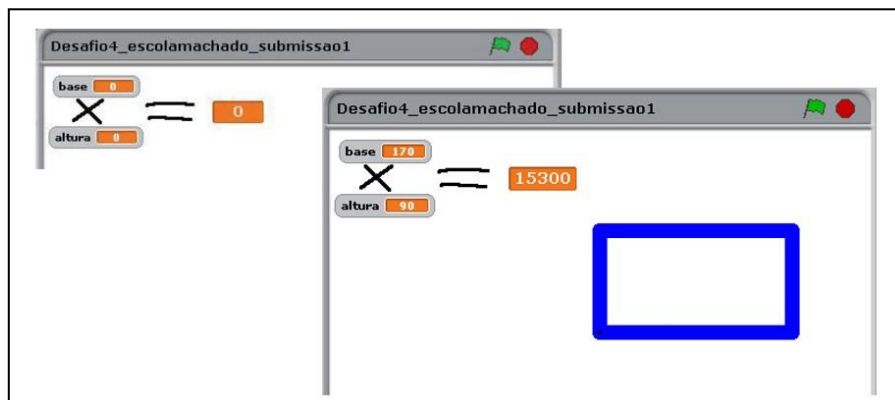 Desafio4_escolamachado_submissao1
base 0
X = 0
altura 0
Desafio4_escolamachado_submissao1
base 170
X = 15300
altura 90